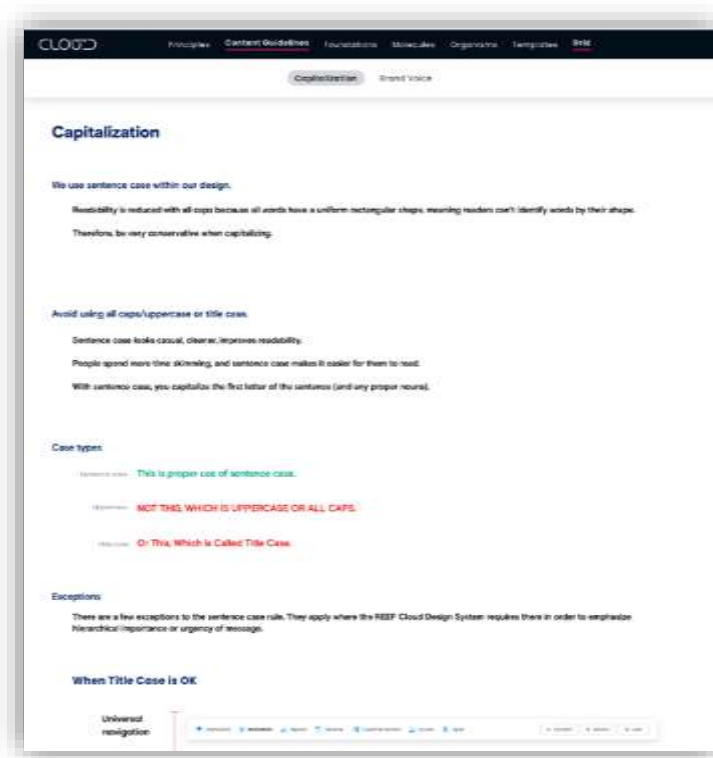 CLOUD Principles Content Guidelines Foundations Molecules Organisms Templates Grid
Capitalization Brand Voice
Capitalization
We use sentence case within our design.
Readability is reduced with all caps because all words have a uniform rectangular shape, meaning readers can't identify words by their shape.
Therefore, be very conservative when capitalizing.
Avoid using all caps/uppercase or title case.
Sentence case looks casual, cleaner, improves readability.
People spend more time skimming, and sentence case makes it easier for them to read.
With sentence case, you capitalize the first letter of the sentence (and any proper nouns).
Case types
Sentence case This is proper use of sentence case.
Uppercase NOT THIS, WHICH IS UPPERCASE OR ALL CAPS.
Title Case Or This, Which is Called Title Case.
Exceptions
There are a few exceptions to the sentence case rule. They apply where the REEF Cloud Design System requires them in order to emphasize
hierarchical importance or urgency of message.
When Title Case is OK
Universal
navigation